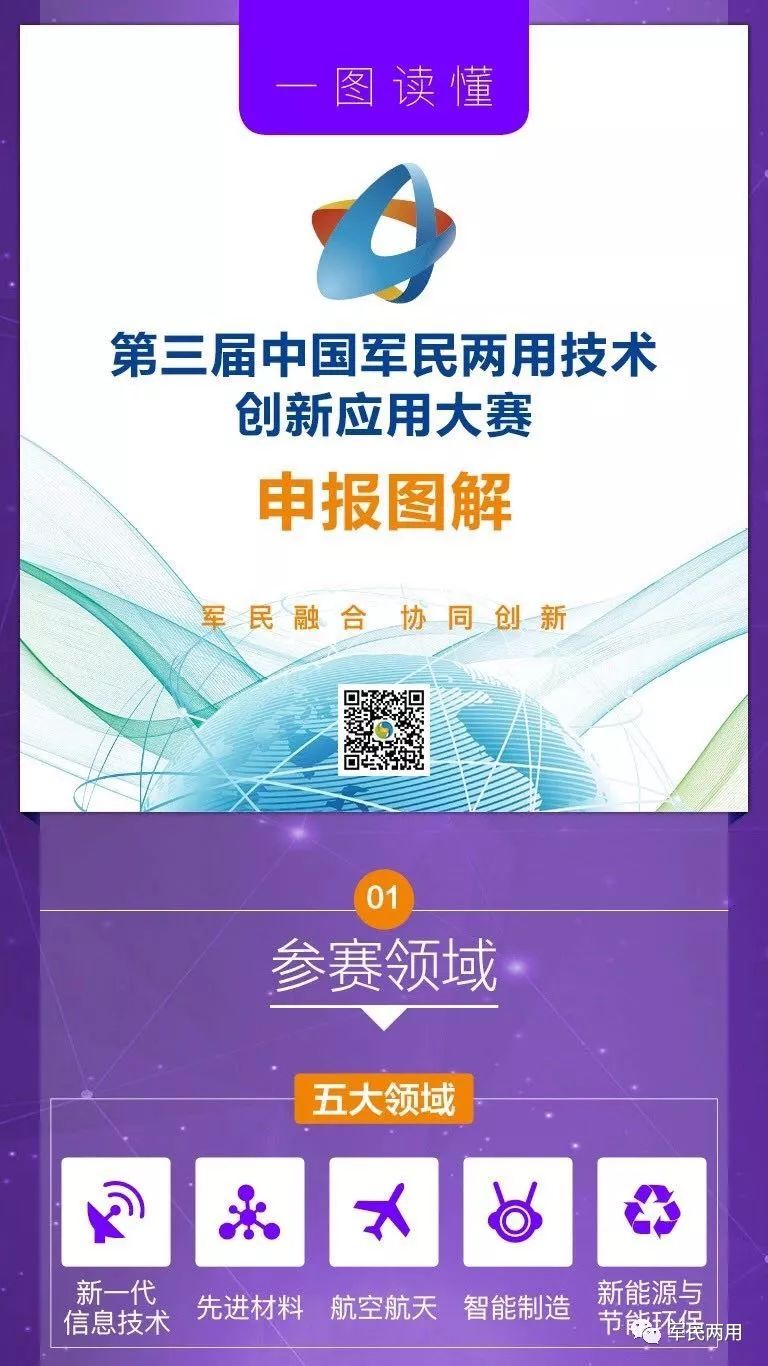 一图读懂
第三届中国军民两用技术
创新应用大赛
申报图解
军民融合 协同创新
01
参赛领域
五大领域
新一代
信息技术
先进材料
航空航天
智能制造
新能源与
节能环保
军民两用